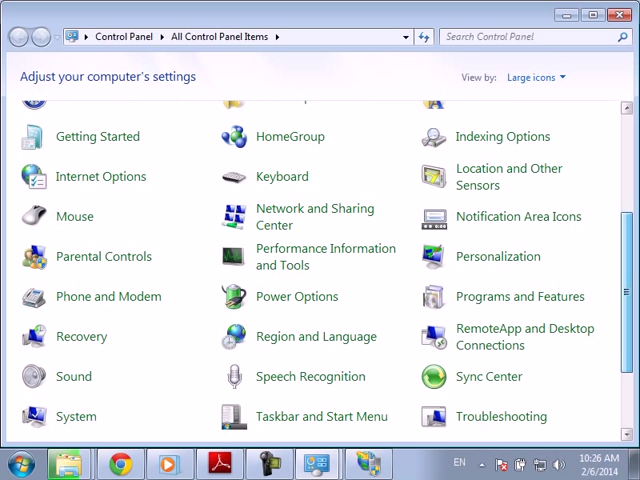 Control Panel
All Control Panel Items
Search Control Panel
Adjust your computer's settings
View by:
Large icons
Getting Started
HomeGroup
Indexing Options
Internet Options
Keyboard
Location and Other
Sensors
Mouse
Network and Sharing
Center
Notification Area Icons
Parental Controls
Performance Information
and Tools
Personalization
Phone and Modem
Power Options
Programs and Features
Recovery
Region and Language
RemoteApp and Desktop
Connections
Sound
Speech Recognition
Sync Center
System
Taskbar and Start Menu
Troubleshooting
EN
10:26 AM
2/6/2014